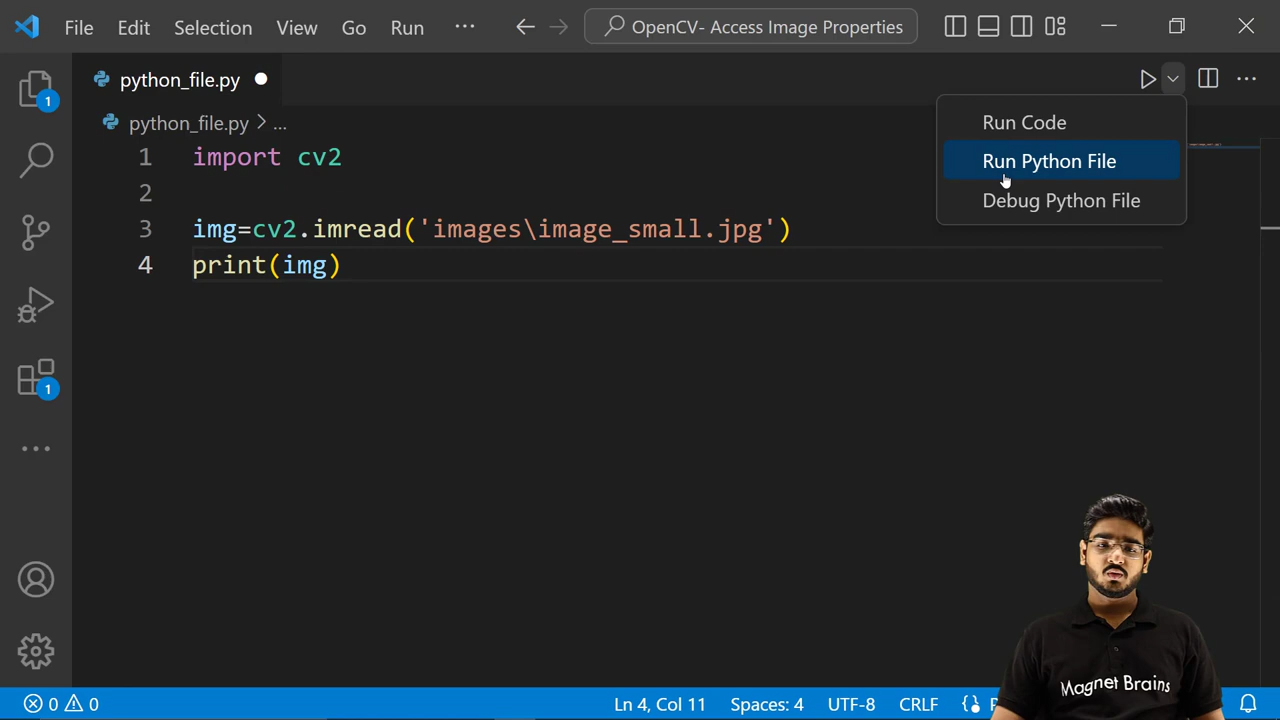 File Edit Selection View Go Run ... OpenCV- Access Image Properties
python_file.py
python_file.py > ...
Run Code
Run Python File
Debug Python File
1 import cv2
2
3 img=cv2.imread('images\image_small.jpg')
4 print(img)
1
1
Magnet Brains
0 0 Ln 4, Col 11 Spaces: 4 UTF-8 CRLF {}